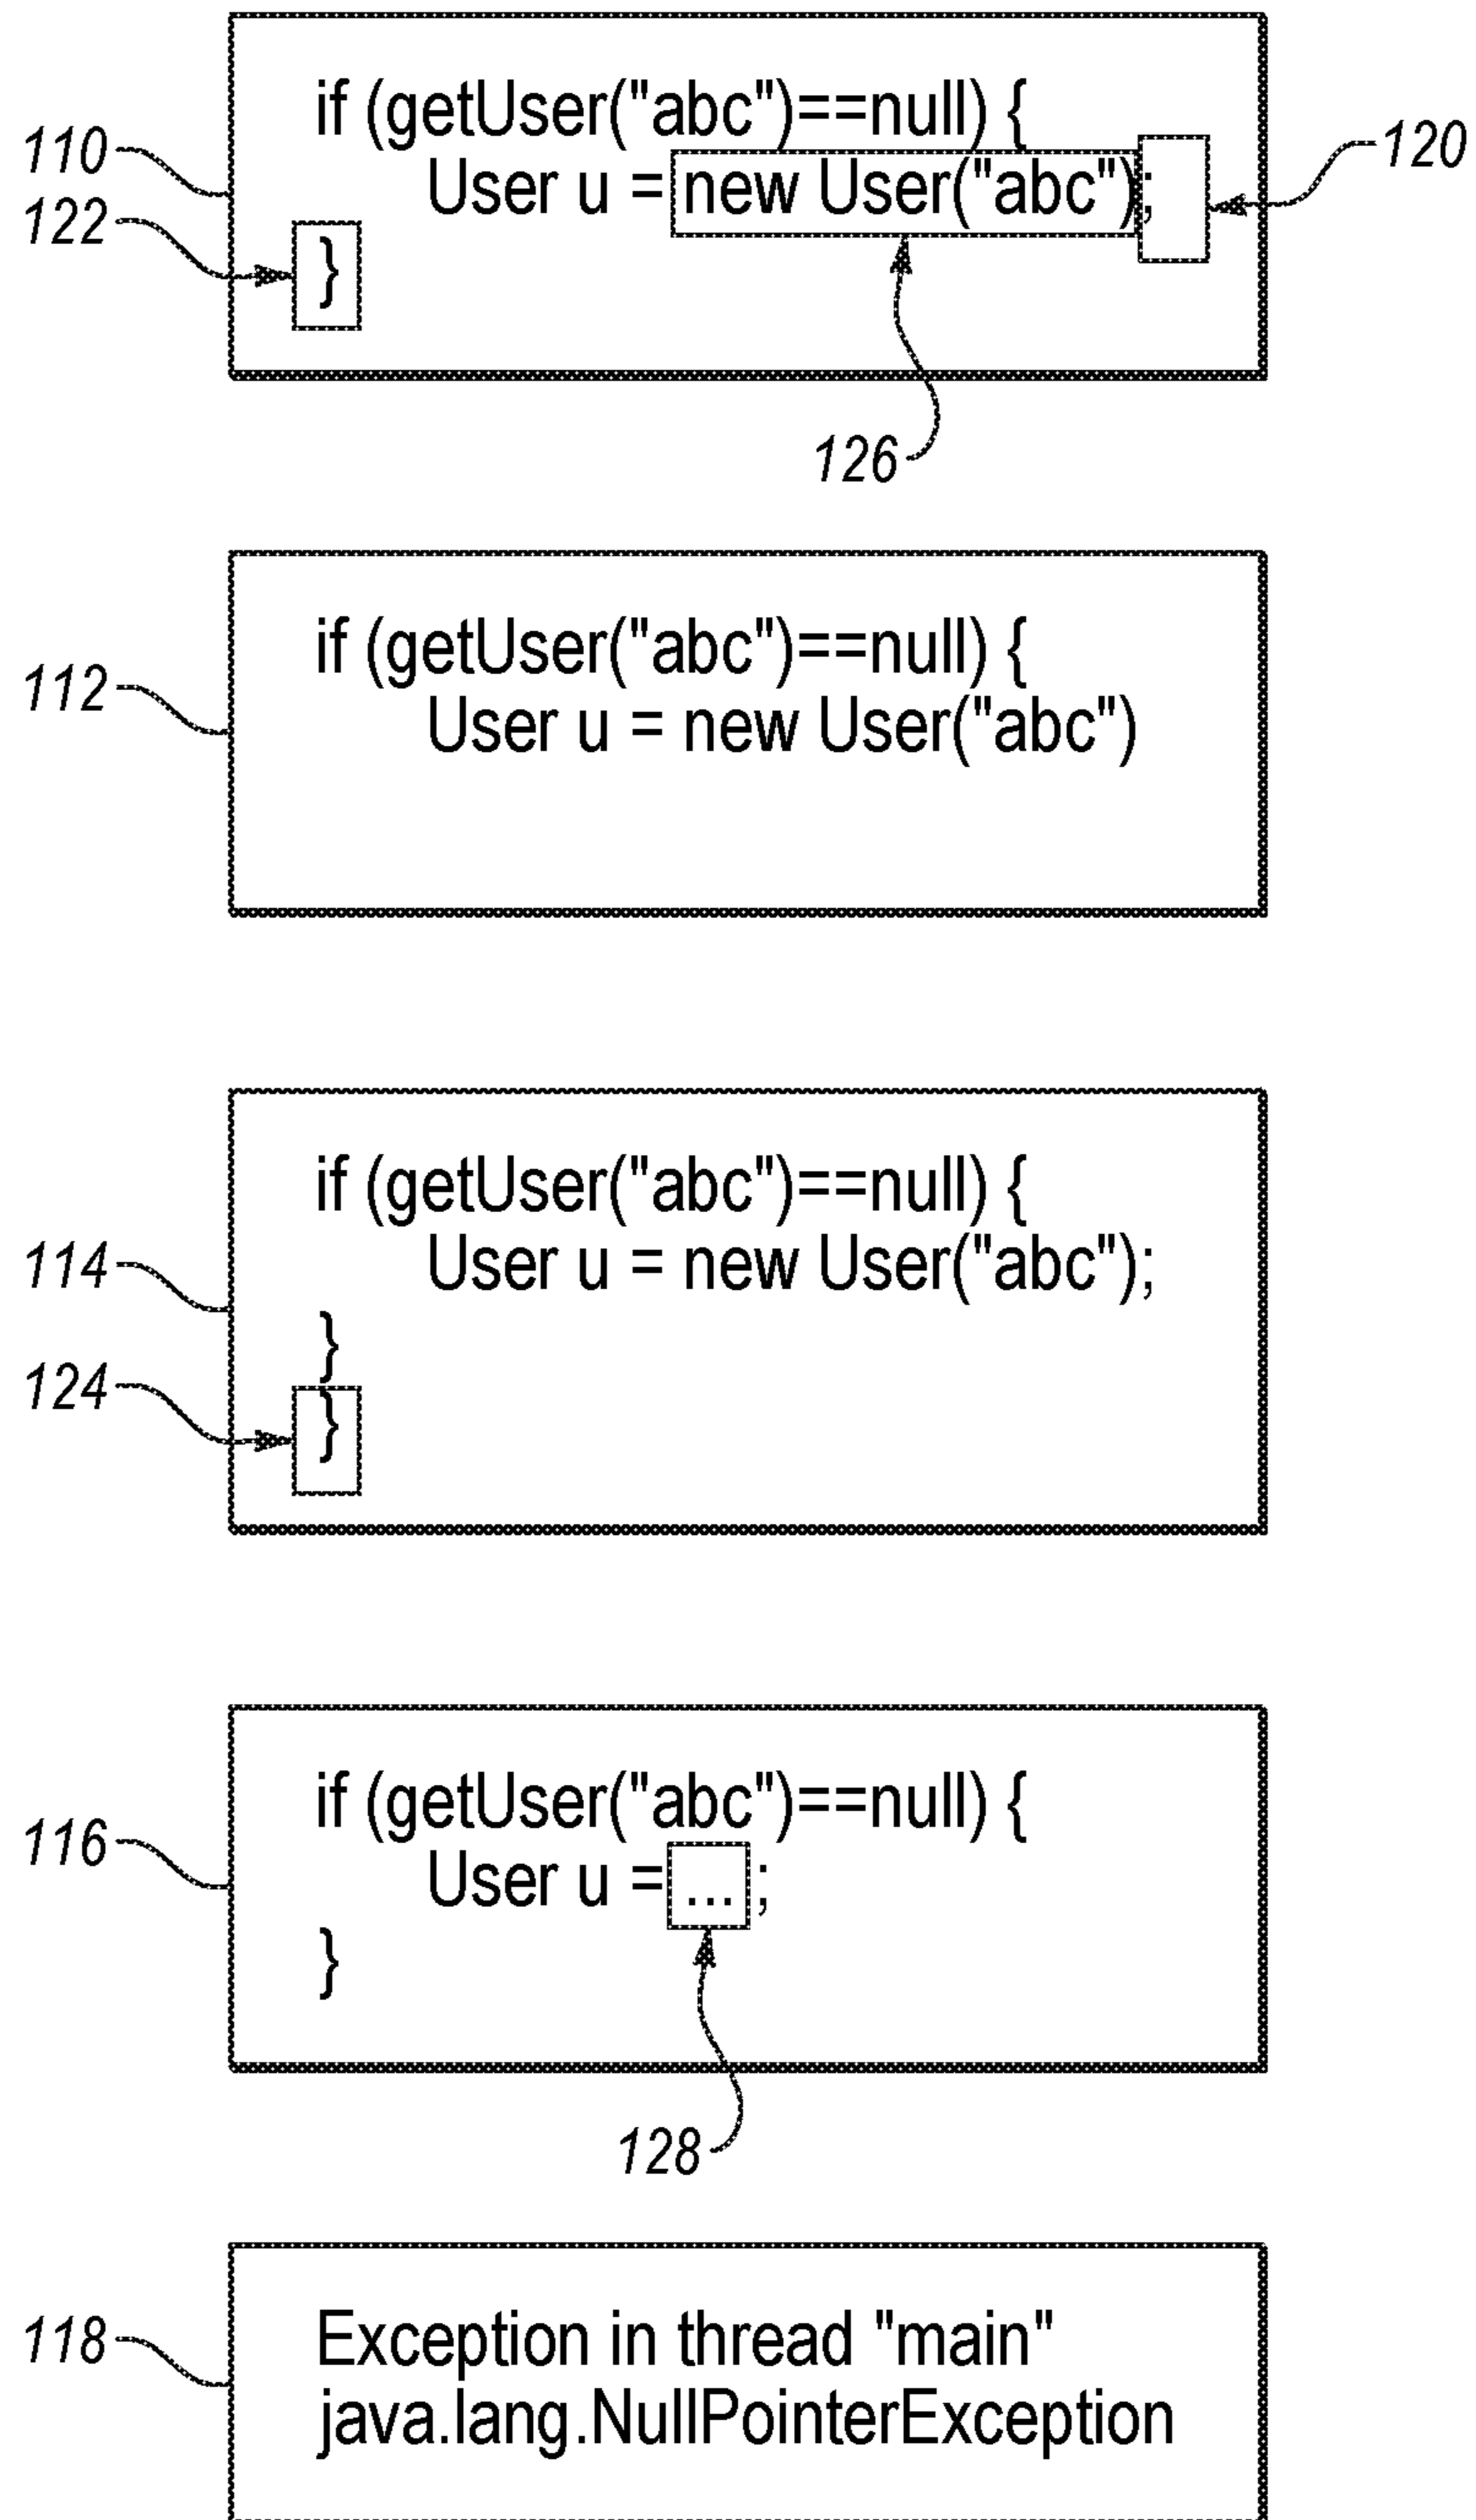 if (getUser("abc")==null) {
110
User u = new User("abc");
120
122
}
126
if (getUser("abc")==null) {
112
User u = new User("abc")
if (getUser("abc")==null) {
114
User u = new User("abc");
}
124
}
if (getUser("abc")==null) {
116
User u = ... ;
}
128
Exception in thread "main"
118
java.lang.NullPointerException